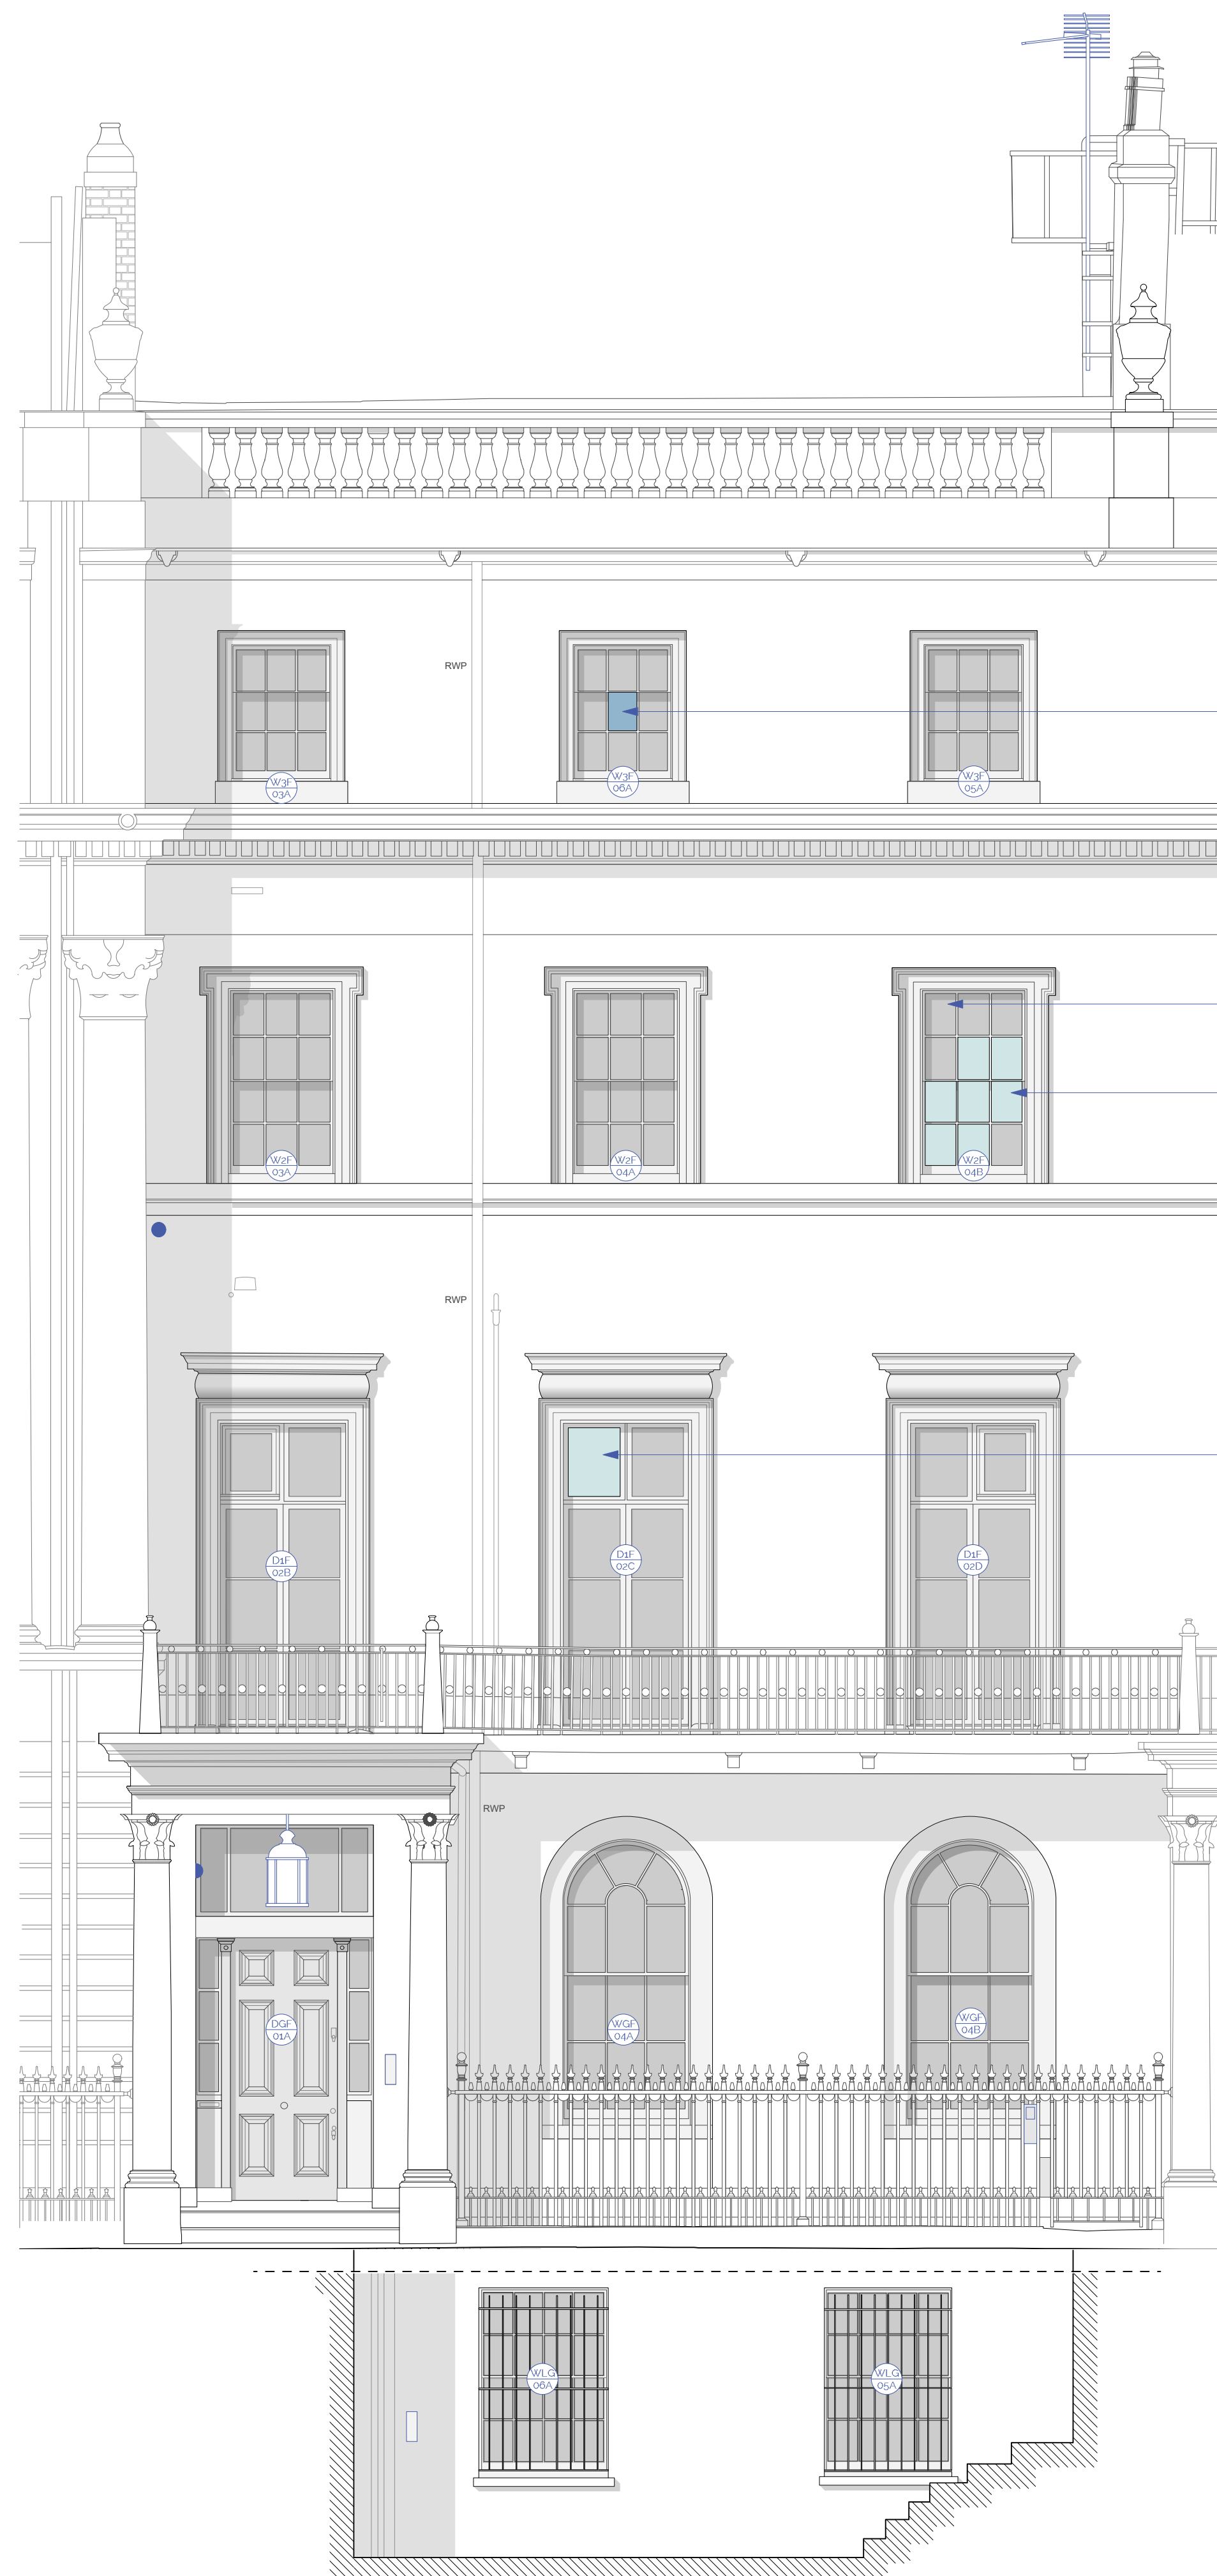 RWP
W3F
03A
W3F
06A
W3F
05A
W2F
03A
W2F
04A
W2F
04B
RWP
D1F
02B
D1F
02C
D1F
02D
RWP
DGF
01A
WGF
04A
WGF
04B
WLG
06A
WLG
05A